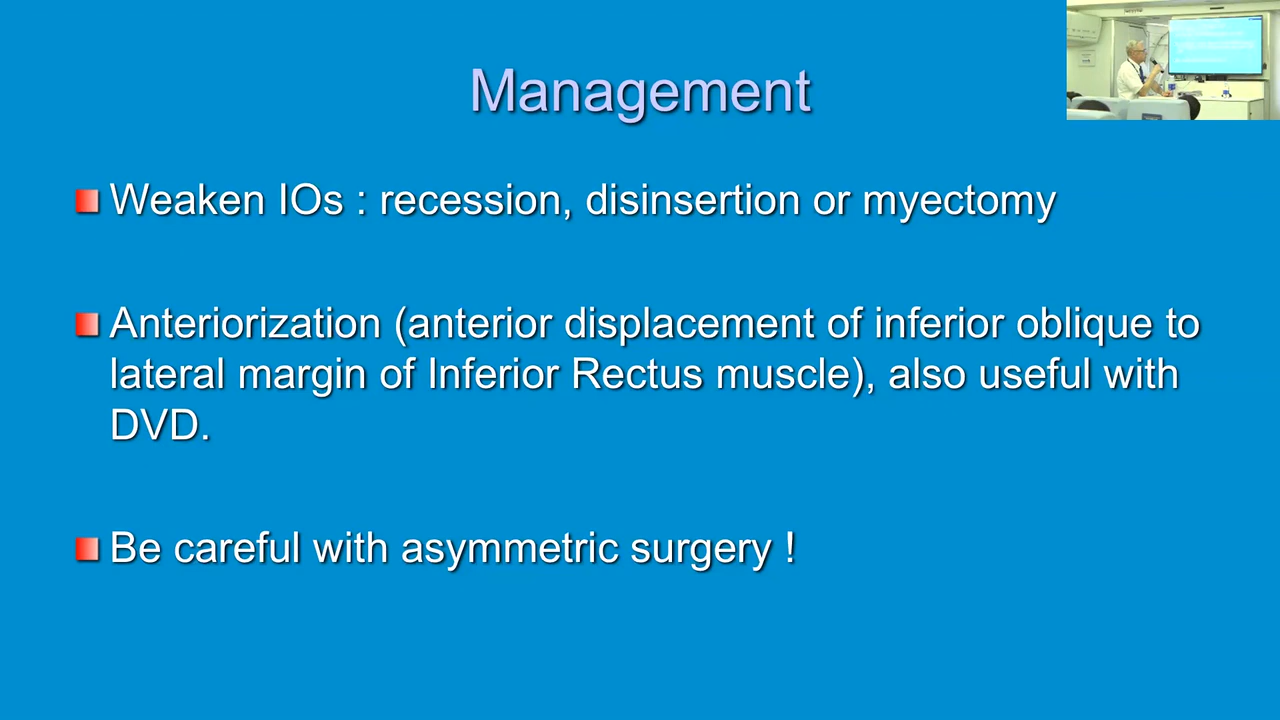 Management
Weaken IOs : recession, disinsertion or myectomy
Anteriorization (anterior displacement of inferior oblique to
lateral margin of Inferior Rectus muscle), also useful with
DVD.
Be careful with asymmetric surgery !